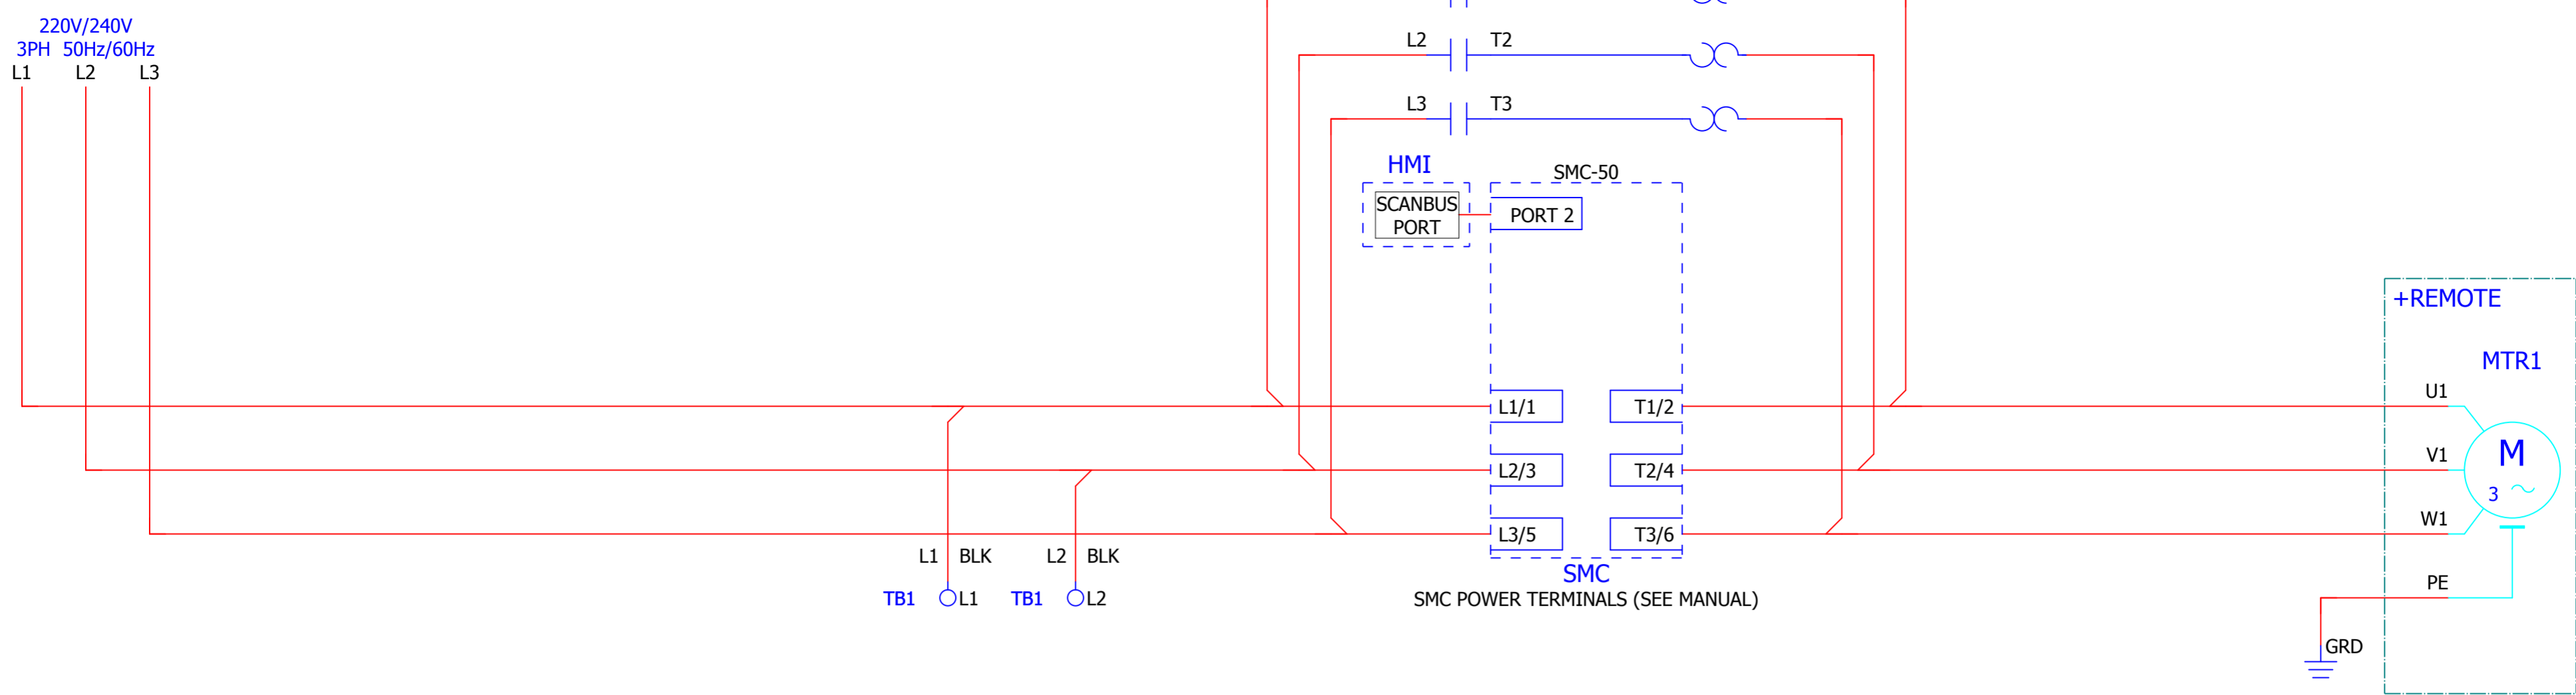 220V/240V
3PH 50Hz/60Hz
L1 L2 L3
L2 T2
L3 T3
HMI
SMC-50
SCANBUS
PORT
PORT 2
+REMOTE
MTR1
U1
L1/1 T1/2
M
V1
L2/3 T2/4
3
W1
L3/5 T3/6
L1 BLK L2 BLK
SMC
PE
TB1 L1 TB1 L2
SMC POWER TERMINALS (SEE MANUAL)
GRD